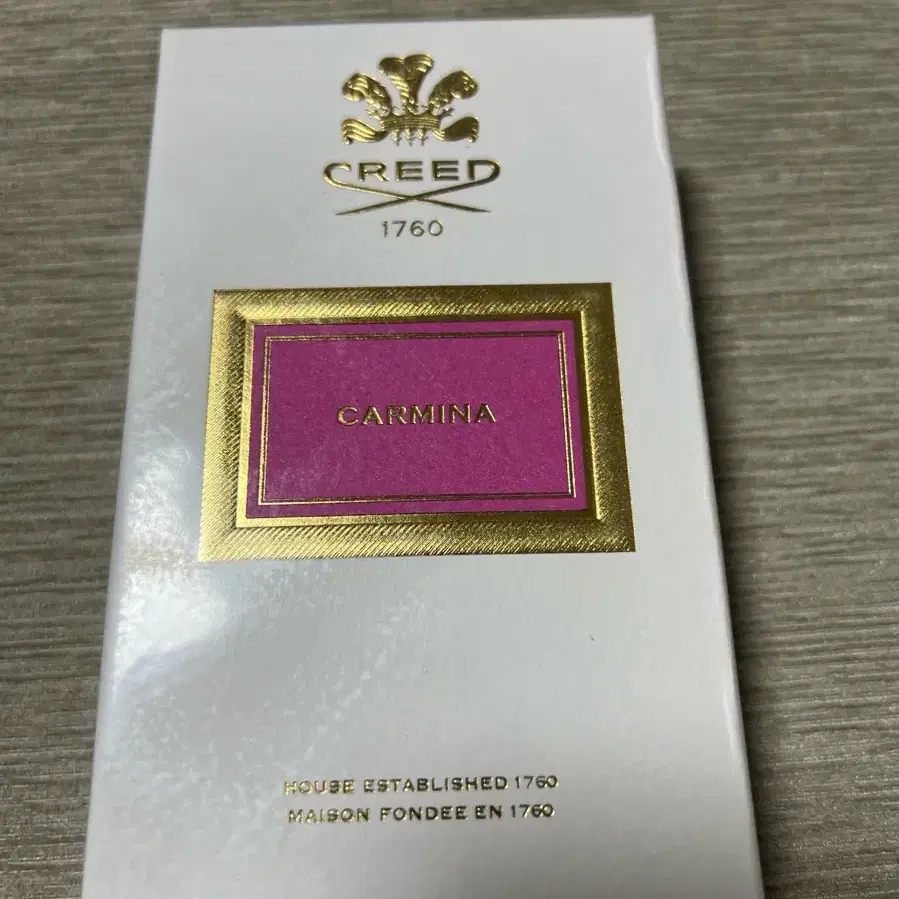 CREED
1760
CARMINA
HOUSE ESTABLISHED 1760
MAISON FONDEE EN 1760